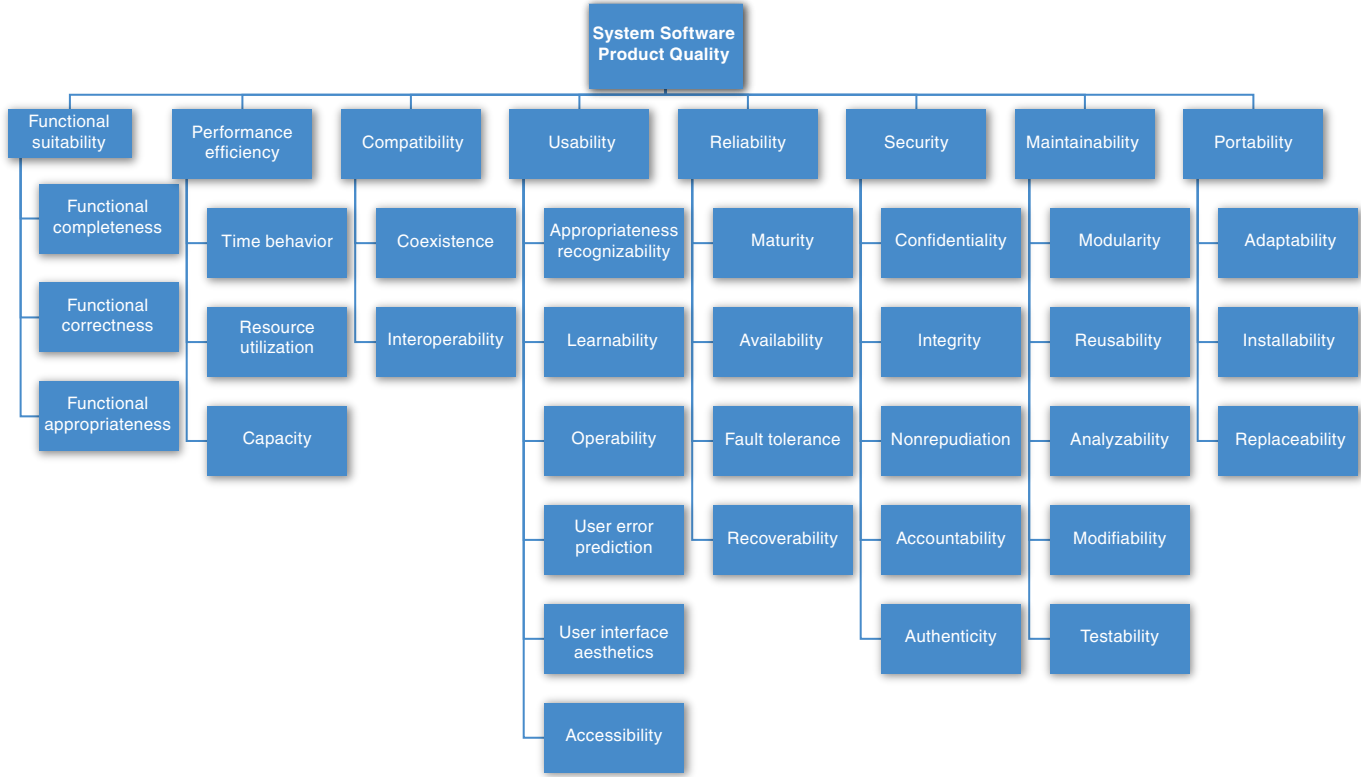 System Software
Product Quality
Functional
suitability
Performance
efficiency
Compatibility
Usability
Reliability
Security
Maintainability
Portability
Functional
completeness
Functional
correctness
Functional
appropriateness
Time behavior
Resource
utilization
Capacity
Coexistence
Interoperability
Appropriateness
recognizability
Learnability
Operability
User error
prediction
User interface
aesthetics
Accessibility
Maturity
Availability
Fault tolerance
Recoverability
Confidentiality
Integrity
Nonrepudiation
Accountability
Authenticity
Modularity
Reusability
Analyzability
Modifiability
Testability
Adaptability
Installability
Replaceability